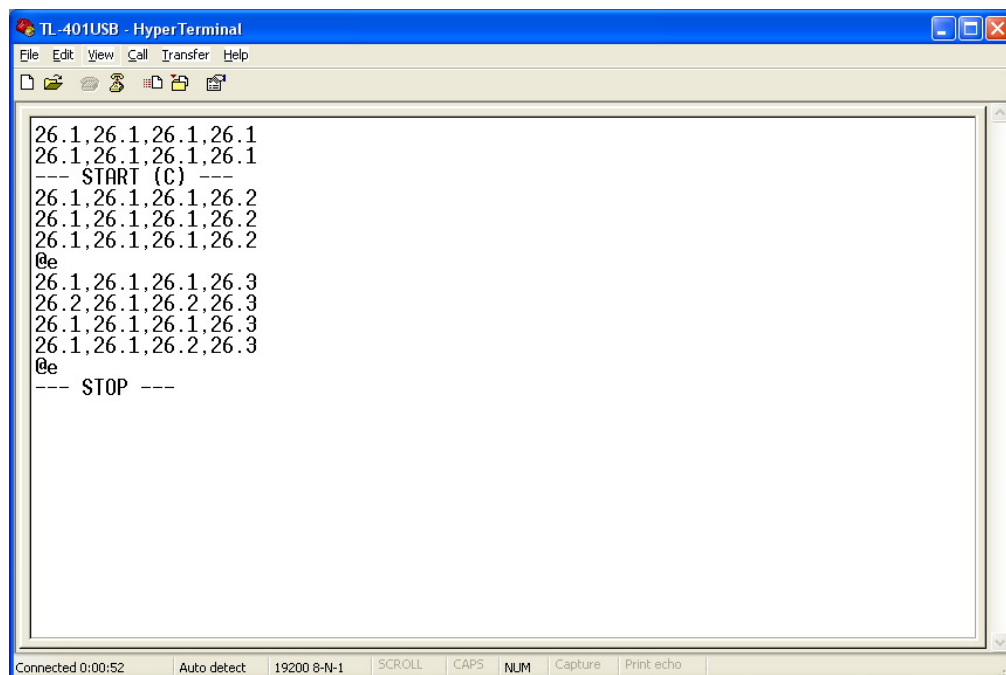 TL-401USB - HyperTerminal
File Edit View Call Transfer Help
26.1,26.1,26.1,26.1
26.1,26.1,26.1,26.1
--- START (C) ---
26.1,26.1,26.1,26.2
26.1,26.1,26.1,26.2
26.1,26.1,26.1,26.2
@e
26.1,26.1,26.1,26.3
26.2,26.1,26.2,26.3
26.1,26.1,26.1,26.3
26.1,26.1,26.2,26.3
@e
--- STOP ---
Connected 0:00:52 Auto detect 19200 8-N-1 SCROLL CAPS NUM Capture Print echo